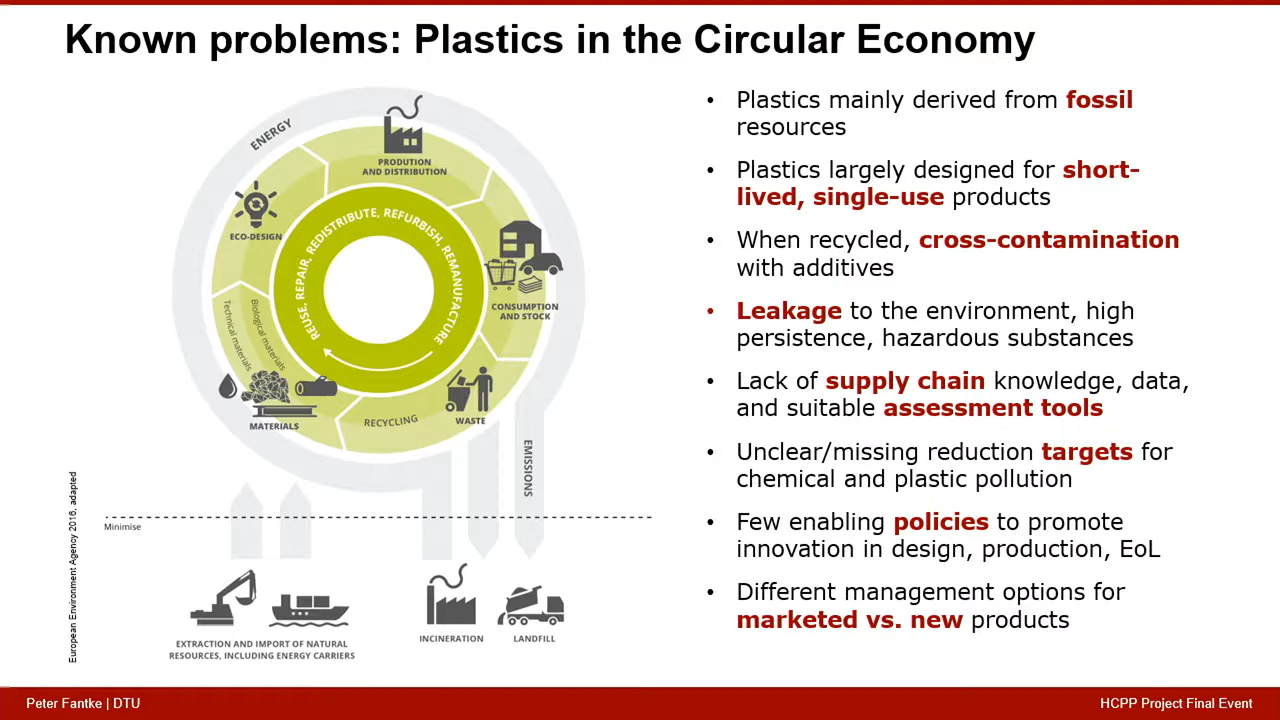 Known problems: Plastics in the Circular Economy
ENERGY
PRODUTION
AND DISTRIBUTION
ECO-DESIGN
REUSE, REPAIR, REDISTRIBUTE, REFURBISH, REMANUFACTURE
CONSUMPTION
AND STOCK
Technical materials
Biological materials
MATERIALS
RECYCLING
WASTE
EMISSIONS
Minimise
EXTRACTION AND IMPORT OF NATURAL
RESOURCES, INCLUDING ENERGY CARRIERS
INCINERATION
LANDFILL
European Environment Agency 2016, adapted
• Plastics mainly derived from fossil
resources
• Plastics largely designed for short-
lived, single-use products
• When recycled, cross-contamination
with additives
• Leakage to the environment, high
persistence, hazardous substances
• Lack of supply chain knowledge, data,
and suitable assessment tools
• Unclear/missing reduction targets for
chemical and plastic pollution
• Few enabling policies to promote
innovation in design, production, EoL
• Different management options for
marketed vs. new products
Peter Fantke | DTU
HCPP Project Final Event